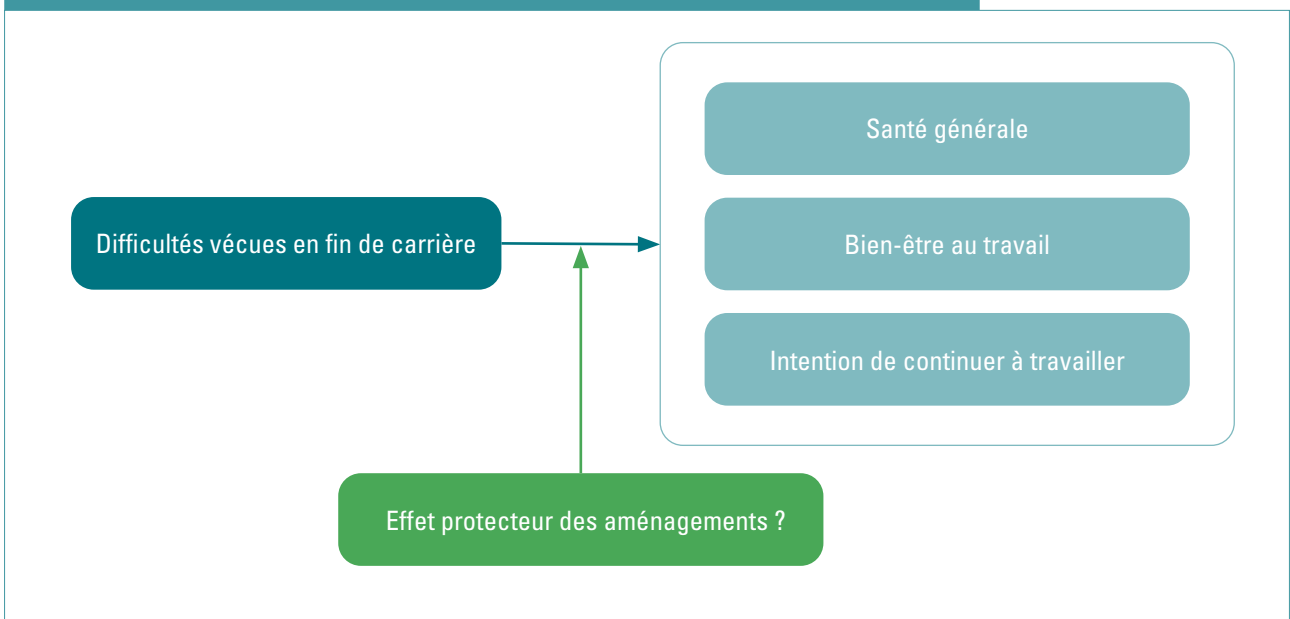 Santé générale
Difficultés vécues en fin de carrière
Bien-être au travail
Intention de continuer à travailler
Effet protecteur des aménagements ?